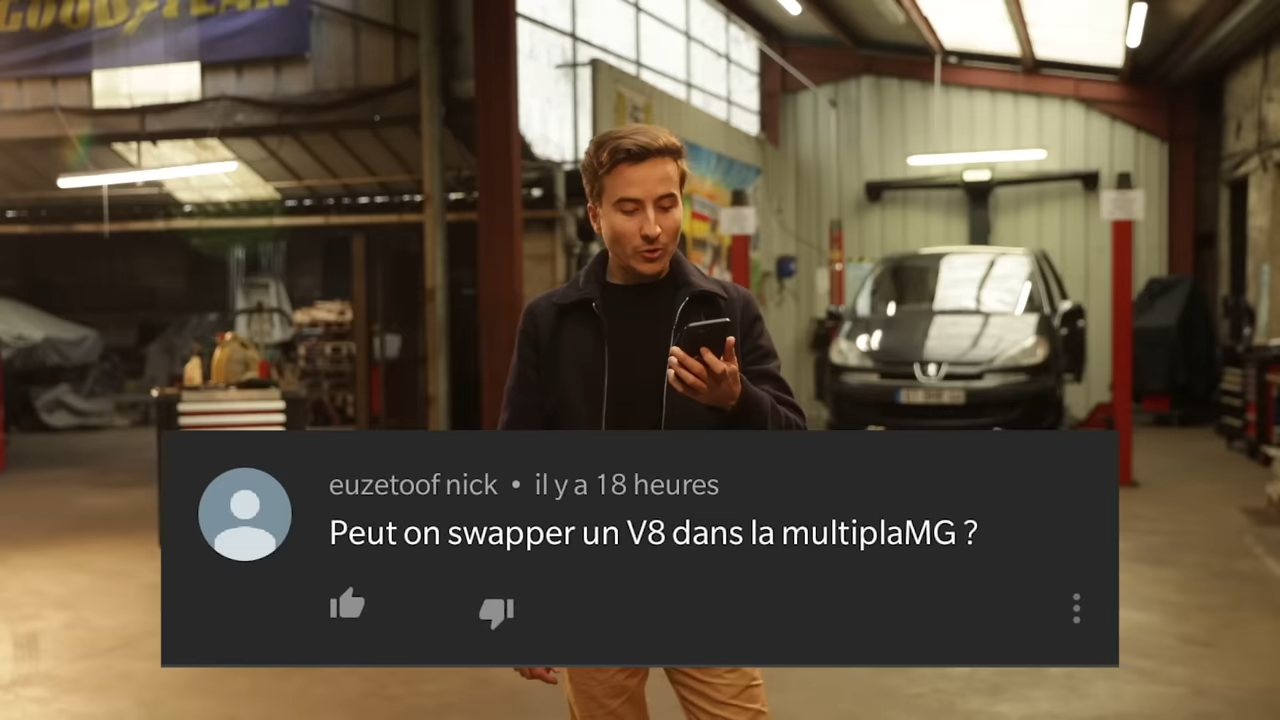 GOODYEAR
euzetoof nick • il y a 18 heures
Peut on swapper un V8 dans la multiplaMG ?